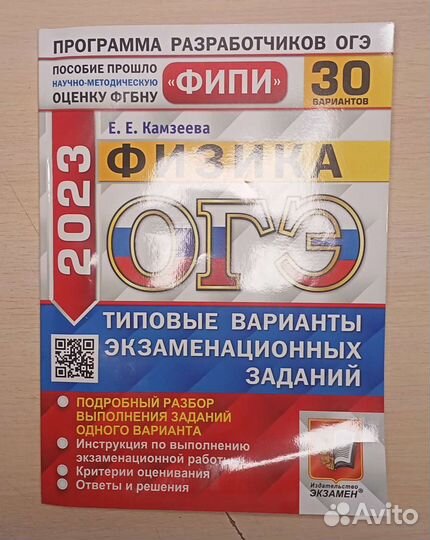 ПРОГРАММА РАЗРАБОТЧИКОВ ОГЭ
ПОСОБИЕ ПРОШЛО
НАУЧНО-МЕТОДИЧЕСКУЮ
ОЦЕНКУ ФГБНУ
«ФИПИ»
30
ВАРИАНТОВ
Е. Е. Камзеева
ФИЗИКА
2023
ОГЭ
ТИПОВЫЕ ВАРИАНТЫ
ЭКЗАМЕНАЦИОННЫХ
ЗАДАНИЙ
• ПОДРОБНЫЙ РАЗБОР
ВЫПОЛНЕНИЯ ЗАДАНИЙ
ОДНОГО ВАРИАНТА
• Инструкция по выполнению
экзаменационной работы
• Критерии оценивания
• Ответы и решения
Издательство
ЭКЗАМЕН®
Avito